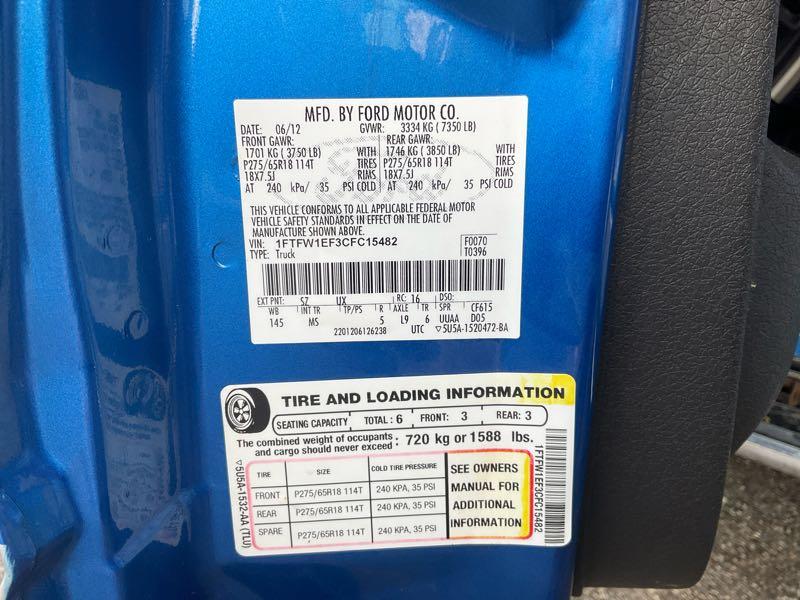 MFD. BY FORD MOTOR CO.
DATE: 06/12 GVWR: 3334 KG ( 7350 LB)
FRONT GAWR: REAR GAWR:
1701 KG ( 3750 LB) WITH 1746 KG ( 3850 LB) WITH
P275/65R18 114T TIRES P275/65R18 114T TIRES
18X7.5J RIMS 18X7.5J RIMS
AT 240 kPa/ 35 PSI COLD AT 240 kPa/ 35 PSI COLD
THIS VEHICLE CONFORMS TO ALL APPLICABLE FEDERAL MOTOR
VEHICLE SAFETY STANDARDS IN EFFECT ON THE DATE OF
MANUFACTURE SHOWN ABOVE.
VIN: 1FTFW1EF3CFC15482 F0070
TYPE: Truck T0396
EXT PNT: SZ UX RC: 16 DSO:
WB INT TR TP/PS R AXLE TR SPR CF615
145 MS 5 L9 6 UUAA D05
2201206126238 UTC ▽5U5A-1520472-BA
TIRE AND LOADING INFORMATION
SEATING CAPACITY TOTAL: 6 FRONT: 3 REAR: 3
The combined weight of occupants and cargo should never exceed: 720 kg or 1588 lbs.
TIRE SIZE COLD TIRE PRESSURE
FRONT P275/65R18 114T 240 KPA, 35 PSI
REAR P275/65R18 114T 240 KPA, 35 PSI
SPARE P275/65R18 114T 240 KPA, 35 PSI
SEE OWNERS
MANUAL FOR
ADDITIONAL
INFORMATION
▽5U5A-1532-AA (TLU)
1FTFW1EF3CFC15482